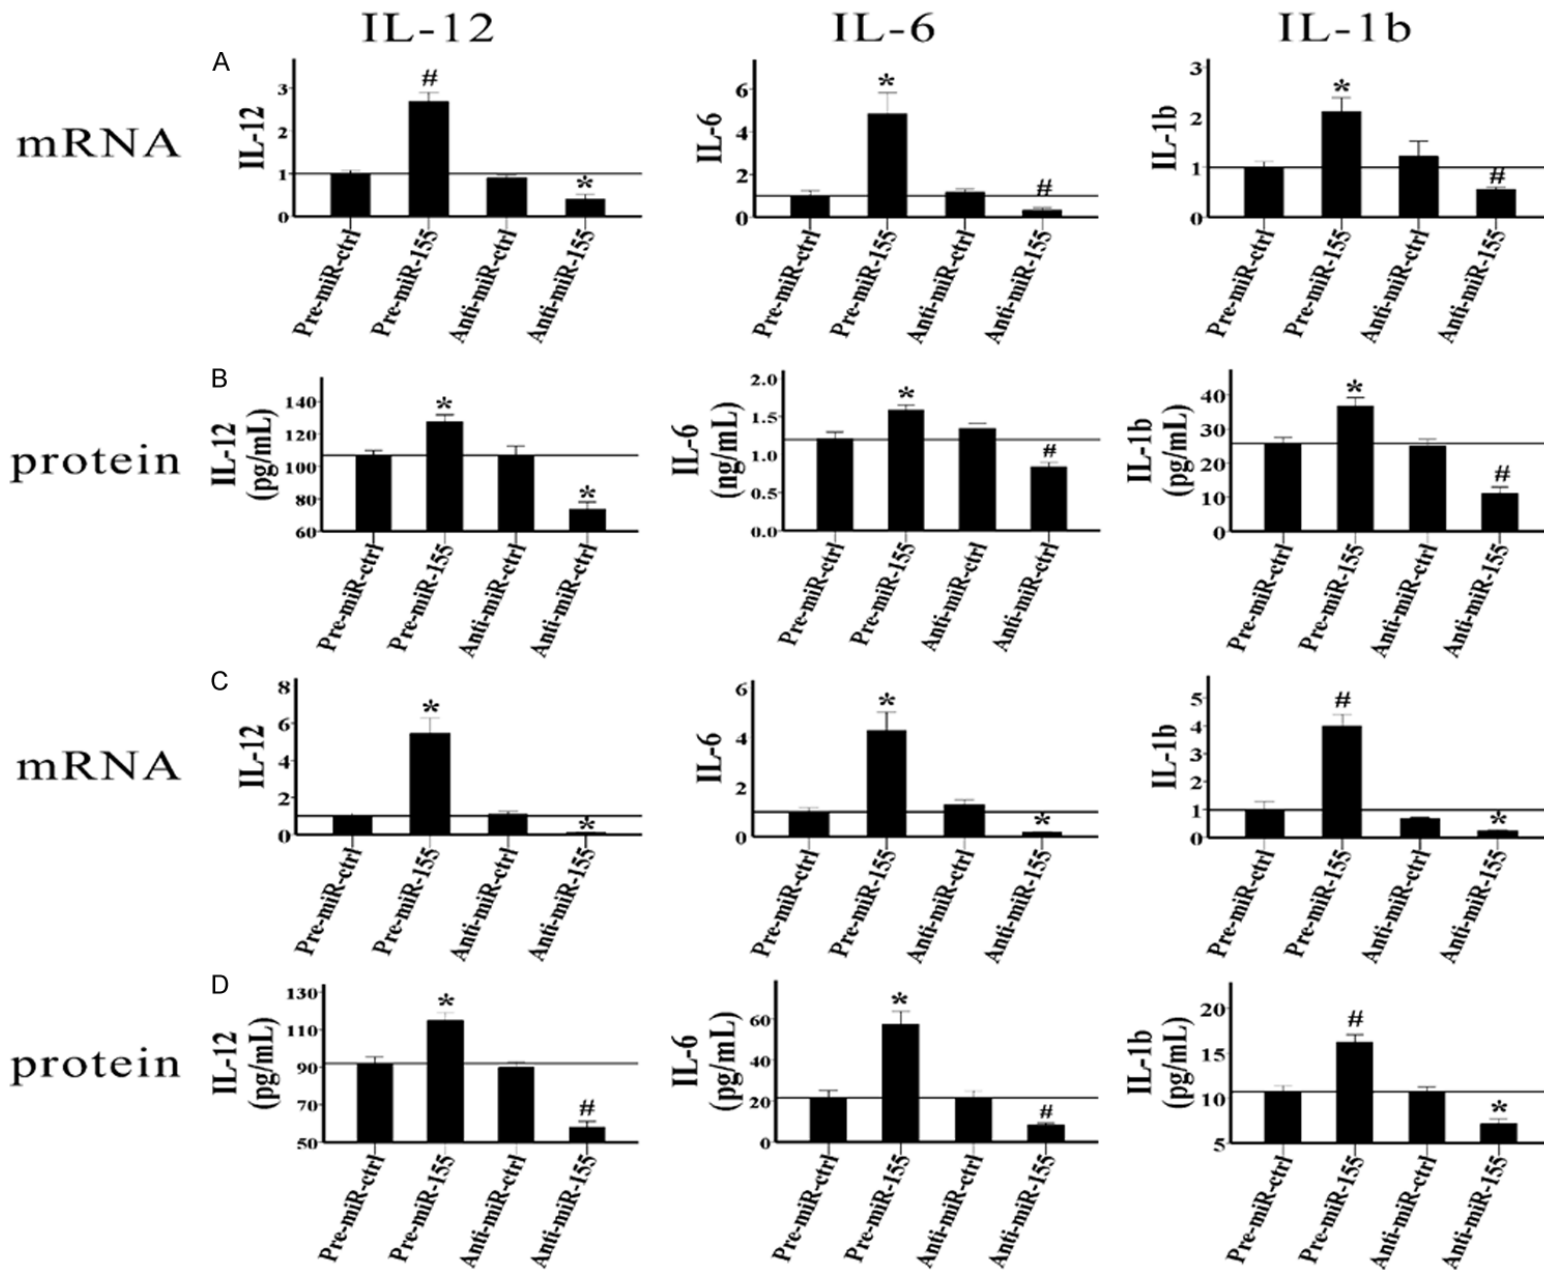 IL-12 IL-6 IL-1b
A
mRNA
IL-12
3
2
1
0
#
*
Pre-miR-ctrl
Pre-miR-155
Anti-miR-ctrl
Anti-miR-155
IL-6
6
4
2
0
*
#
Pre-miR-ctrl
Pre-miR-155
Anti-miR-ctrl
Anti-miR-155
IL-1b
3
2
1
0
*
#
Pre-miR-ctrl
Pre-miR-155
Anti-miR-ctrl
Anti-miR-155
B
protein
IL-12
(pg/mL)
140
120
100
80
60
*
*
Pre-miR-ctrl
Pre-miR-155
Anti-miR-ctrl
Anti-miR-ctrl
IL-6
(ng/mL)
2.0
1.5
1.0
0.5
0.0
*
#
Pre-miR-ctrl
Pre-miR-155
Anti-miR-ctrl
Anti-miR-ctrl
IL-1b
(pg/mL)
40
30
20
10
0
*
#
Pre-miR-ctrl
Pre-miR-155
Anti-miR-ctrl
Anti-miR-155
C
mRNA
IL-12
8
6
4
2
0
*
*
Pre-miR-ctrl
Pre-miR-155
Anti-miR-ctrl
Anti-miR-155
IL-6
6
4
2
0
*
*
Pre-miR-ctrl
Pre-miR-155
Anti-miR-ctrl
Anti-miR-155
IL-1b
5
4
3
2
1
0
#
*
Pre-miR-ctrl
Pre-miR-155
Anti-miR-ctrl
Anti-miR-155
D
protein
IL-12
(pg/mL)
130
110
90
70
50
*
#
Pre-miR-ctrl
Pre-miR-155
Anti-miR-ctrl
Anti-miR-155
IL-6
(pg/mL)
60
40
20
0
*
#
Pre-miR-ctrl
Pre-miR-155
Anti-miR-ctrl
Anti-miR-155
IL-1b
(pg/mL)
20
15
10
5
#
*
Pre-miR-ctrl
Pre-miR-155
Anti-miR-ctrl
Anti-miR-155